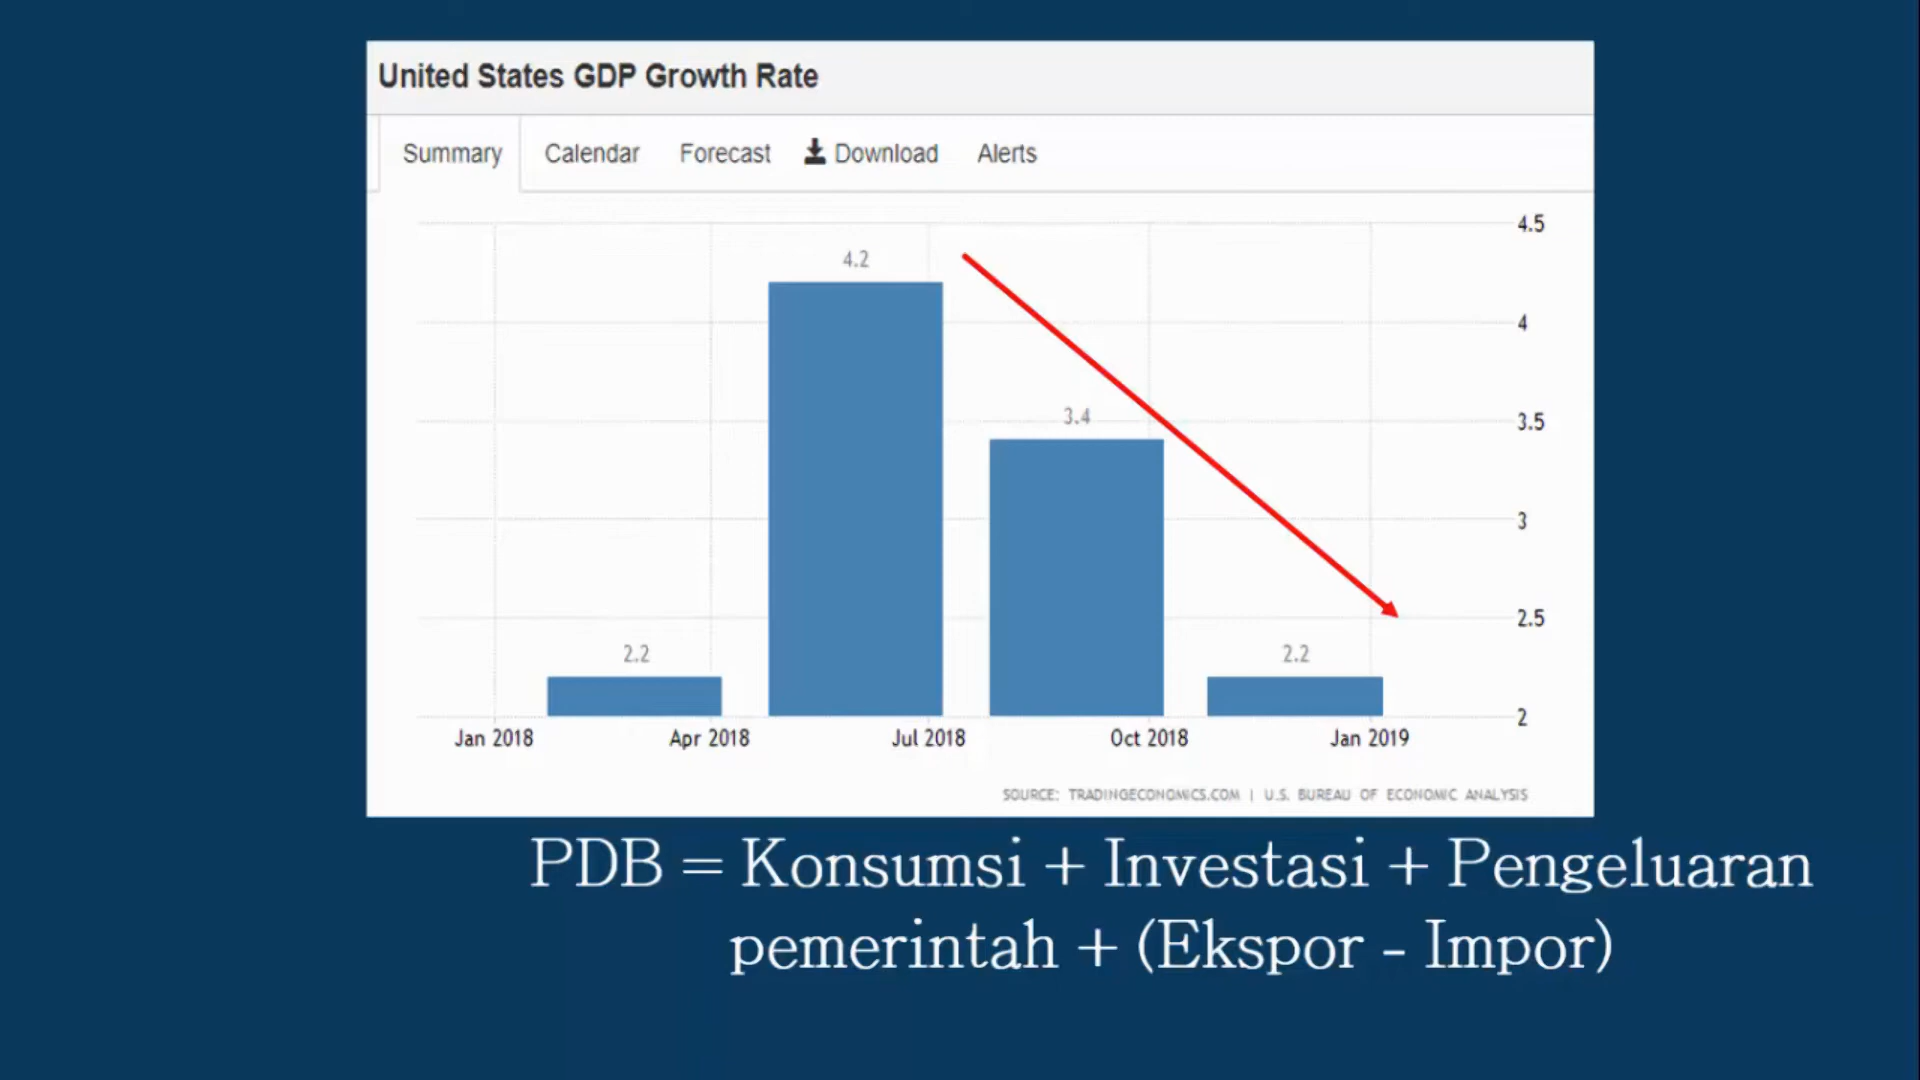 United States GDP Growth Rate
Summary Calendar Forecast Download Alerts
4.5
4.2
4
3.5
3.4
3
2.5
2.2
2.2
2
Jan 2018 Apr 2018 Jul 2018 Oct 2018 Jan 2019
SOURCE: TRADINGECONOMICS.COM | U.S. BUREAU OF ECONOMIC ANALYSIS
PDB = Konsumsi + Investasi + Pengeluaran
pemerintah + (Ekspor - Impor)